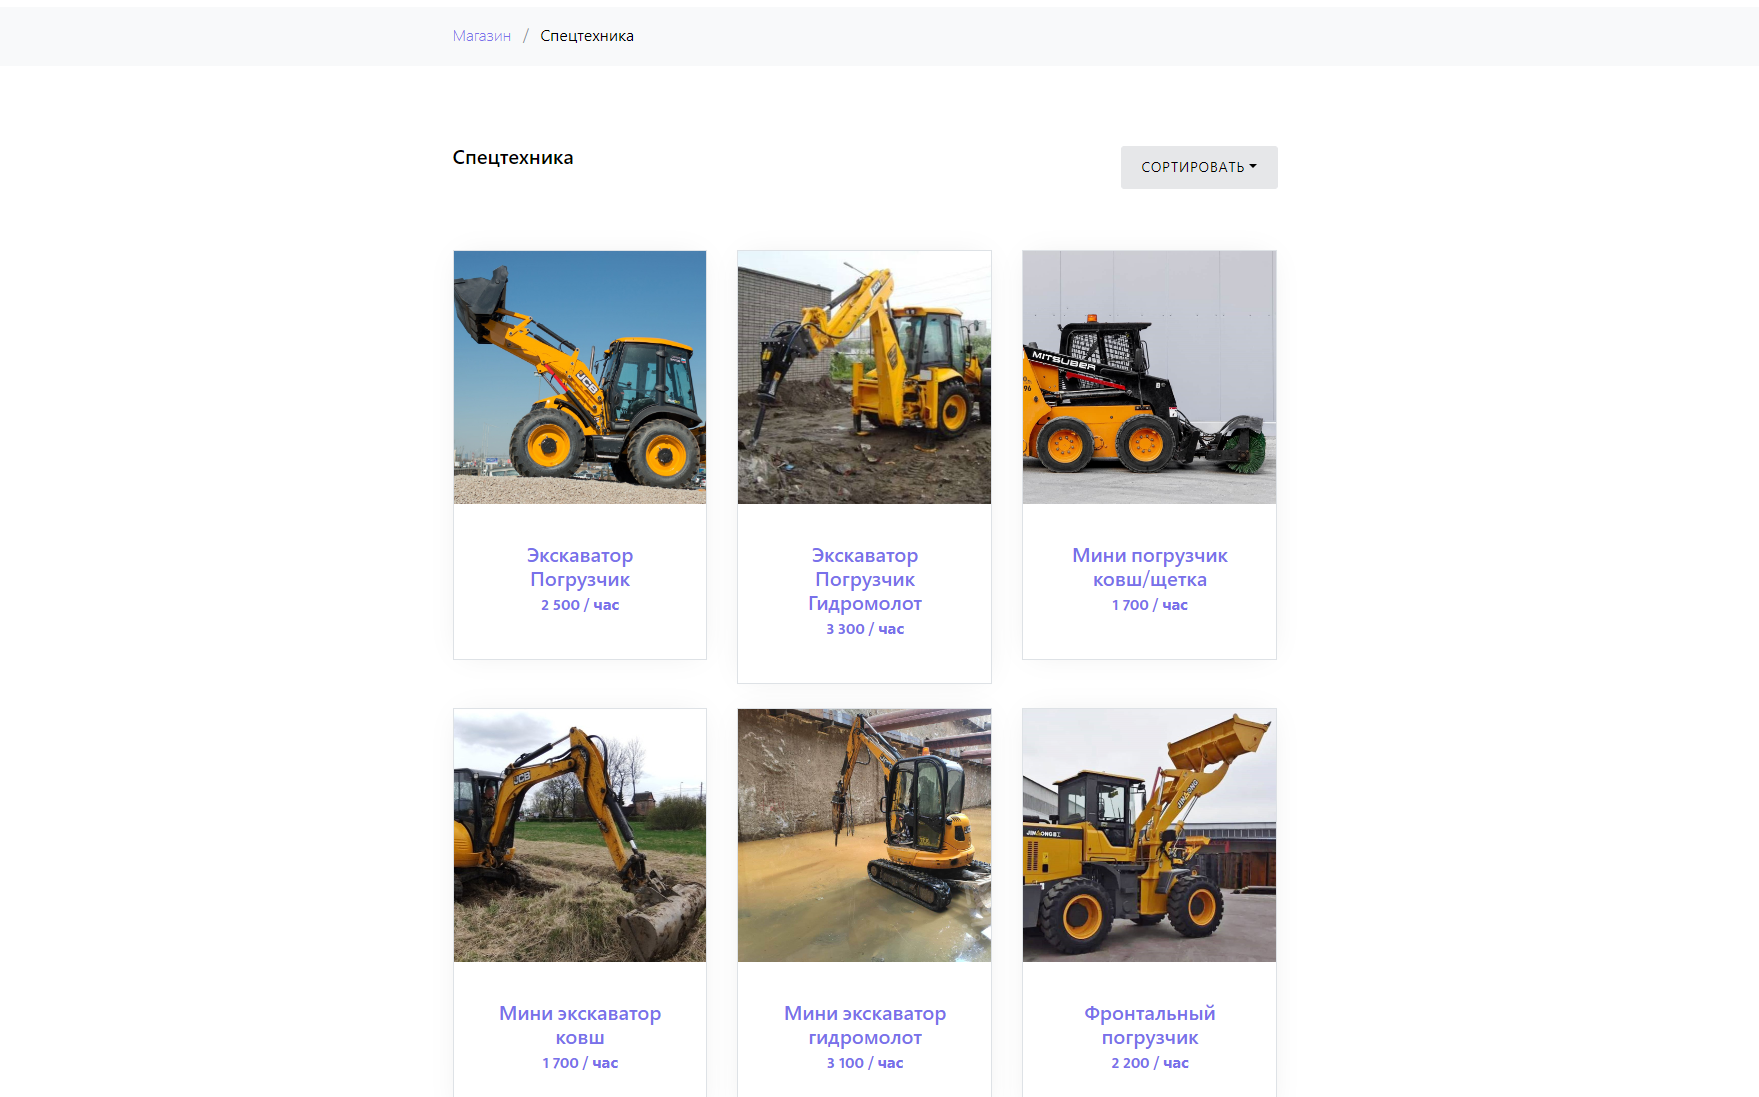 Магазин / Спецтехника
Спецтехника
СОРТИРОВАТЬ
JCB
MITSUBER
96
Экскаватор
Погрузчик
2 500 / час
Экскаватор
Погрузчик
Гидромолот
3 300 / час
Мини погрузчик
ковш/щетка
1 700 / час
JCB
JINGONG
JINGONG
Мини экскаватор
ковш
1 700 / час
Мини экскаватор
гидромолот
3 100 / час
Фронтальный
погрузчик
2 200 / час